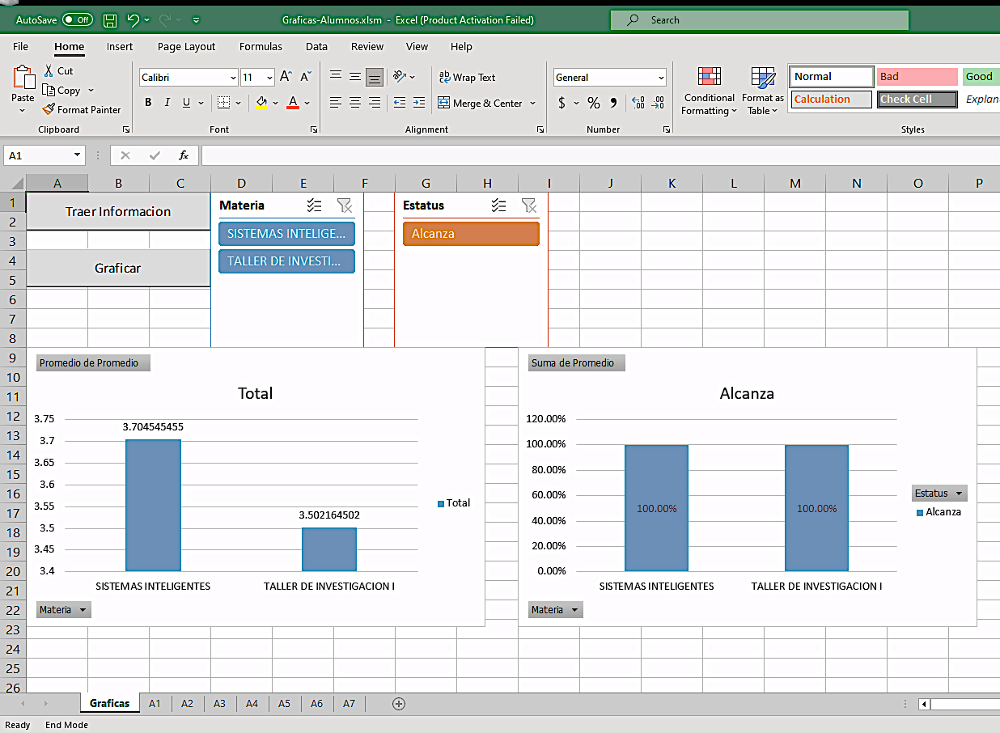 AutoSave Off Graficas-Alumnos.xlsm - Excel (Product Activation Failed) Search
File Home Insert Page Layout Formulas Data Review View Help
Paste
Cut
Copy
Format Painter
Clipboard
Calibri 11
B I U
Font
Wrap Text
Merge & Center
Alignment
General
$ % 9
Number
Conditional
Formatting
Format as
Table
Normal Bad Good
Calculation Check Cell Explan
Styles
A1 fx
A B C D E F G H I J K L M N O P
1
2
3
4
5
6
7
8
9
10
11
12
13
14
15
16
17
18
19
20
21
22
23
24
25
26
Traer Informacion
Graficar
Materia
SISTEMAS INTELIGE...
TALLER DE INVESTI...
Estatus
Alcanza
Promedio de Promedio
Total
3.75
3.7
3.65
3.6
3.55
3.5
3.45
3.4
3.704545455
3.502164502
SISTEMAS INTELIGENTES TALLER DE INVESTIGACION I
Total
Materia
Suma de Promedio
Alcanza
120.00%
100.00%
80.00%
60.00%
40.00%
20.00%
0.00%
100.00% 100.00%
SISTEMAS INTELIGENTES TALLER DE INVESTIGACION I
Estatus
Alcanza
Materia
Graficas A1 A2 A3 A4 A5 A6 A7
Ready End Mode